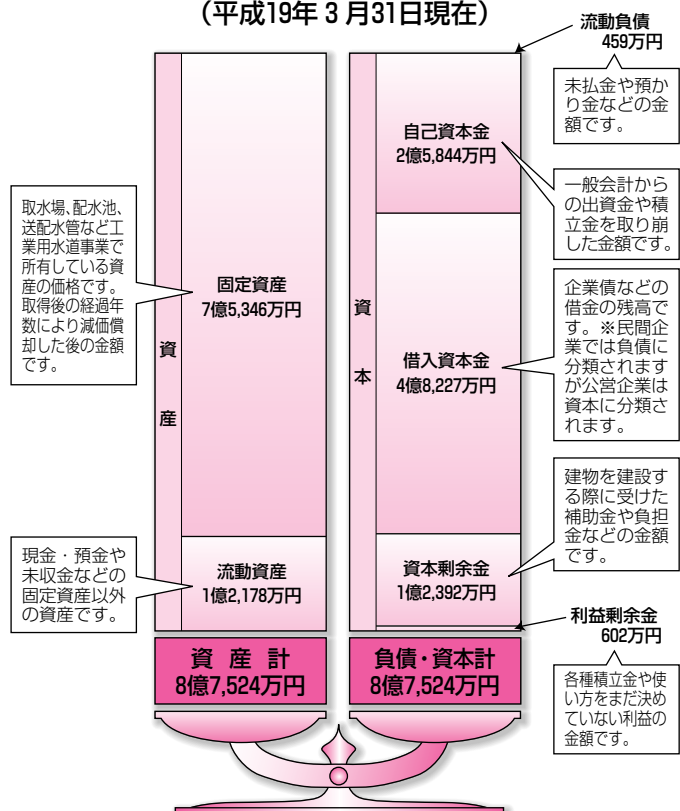 (平成19年3月31日現在)
流動負債
459万円
未払金や預か
り金などの金
額です。
自己資本金
2億5,844万円
一般会計から
の出資金や積
立金を取り崩
した金額です。
取水場、配水池、
送配水管など工
業用水道事業で
所有している資
産の価格です。
取得後の経過年
数により減価償
却した後の金額
です。
固定資産
7億5,346万円
資産
資本
借入資本金
4億8,227万円
企業債などの
借金の残高で
す。※民間企
業では負債に
分類されます
が公営企業は
資本に分類さ
れます。
建物を建設す
る際に受けた
補助金や負担
金などの金額
です。
現金・預金や
未収金などの
固定資産以外
の資産です。
流動資産
1億2,178万円
資本剰余金
1億2,392万円
利益剰余金
602万円
各種積立金や使
い方をまだ決め
ていない利益の
金額です。
資産計
8億7,524万円
負債・資本計
8億7,524万円